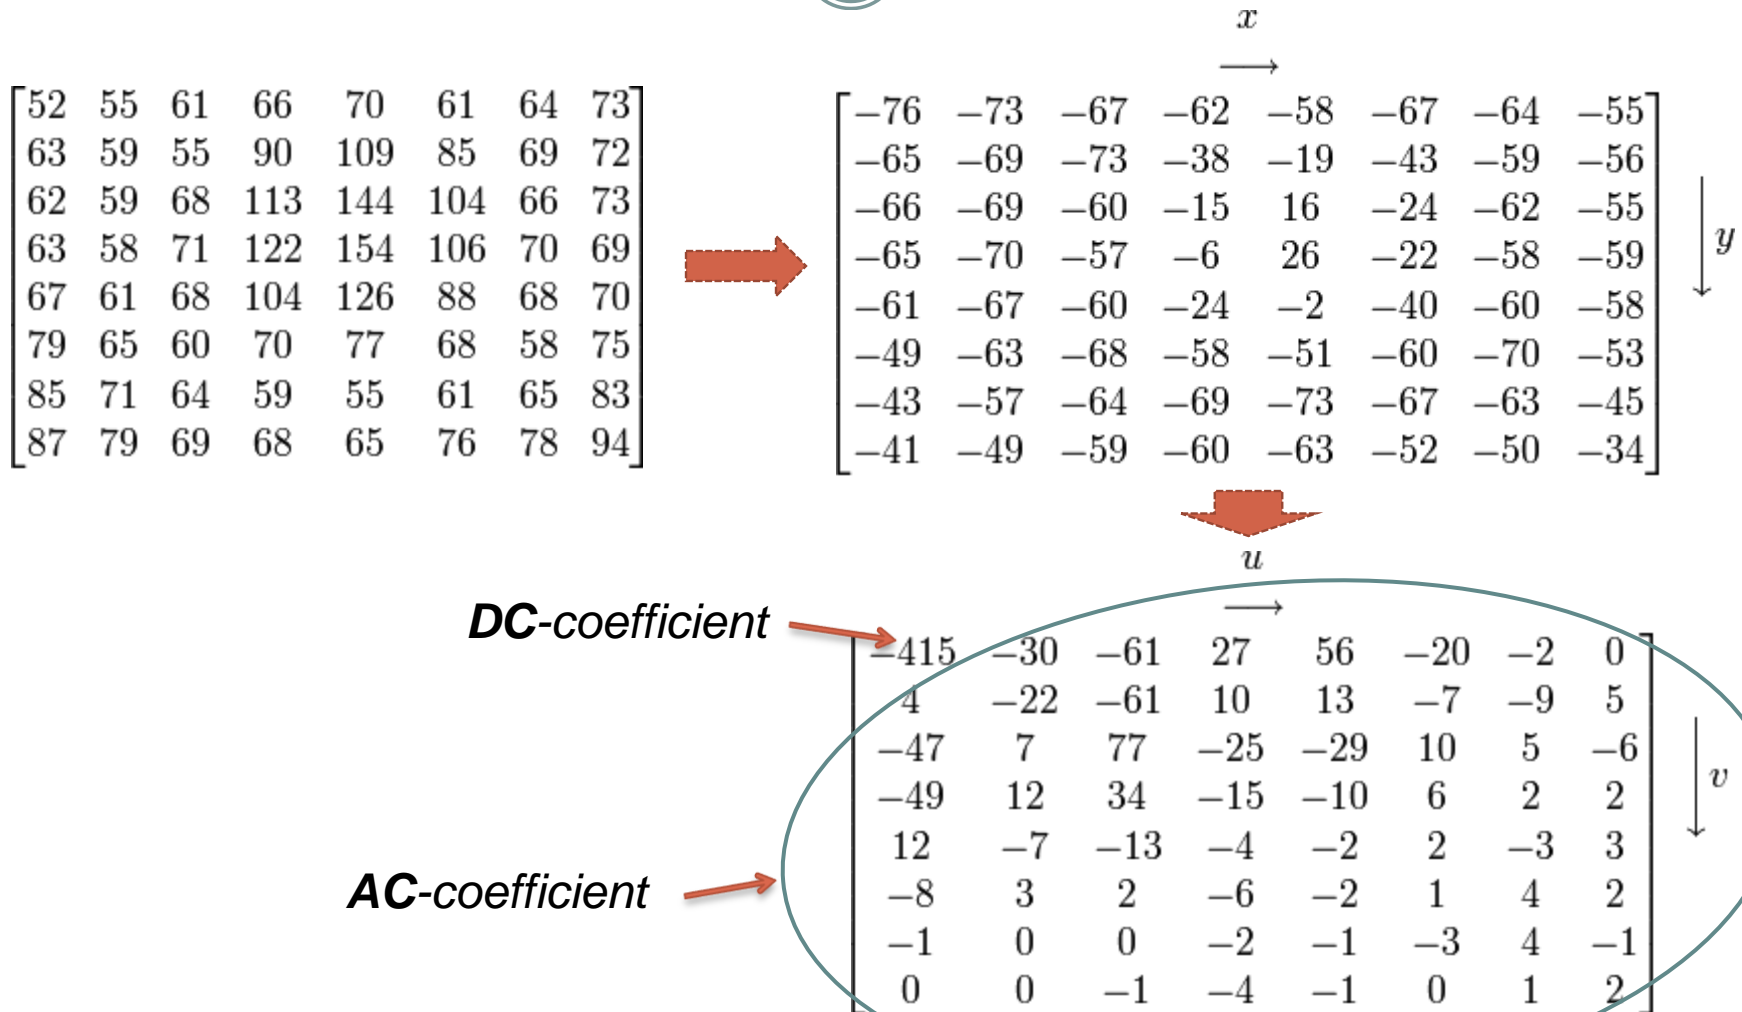 x
→
52 55 61 66 70 61 64 73
63 59 55 90 109 85 69 72
62 59 68 113 144 104 66 73
63 58 71 122 154 106 70 69
67 61 68 104 126 88 68 70
79 65 60 70 77 68 58 75
85 71 64 59 55 61 65 83
87 79 69 68 65 76 78 94
−76 −73 −67 −62 −58 −67 −64 −55
−65 −69 −73 −38 −19 −43 −59 −56
−66 −69 −60 −15 16 −24 −62 −55
−65 −70 −57 −6 26 −22 −58 −59
−61 −67 −60 −24 −2 −40 −60 −58
−49 −63 −68 −58 −51 −60 −70 −53
−43 −57 −64 −69 −73 −67 −63 −45
−41 −49 −59 −60 −63 −52 −50 −34
y
u
→
DC-coefficient
−415 −30 −61 27 56 −20 −2 0
4 −22 −61 10 13 −7 −9 5
−47 7 77 −25 −29 10 5 −6
−49 12 34 −15 −10 6 2 2
12 −7 −13 −4 −2 2 −3 3
−8 3 2 −6 −2 1 4 2
−1 0 0 −2 −1 −3 4 −1
0 0 −1 −4 −1 0 1 2
v
AC-coefficient